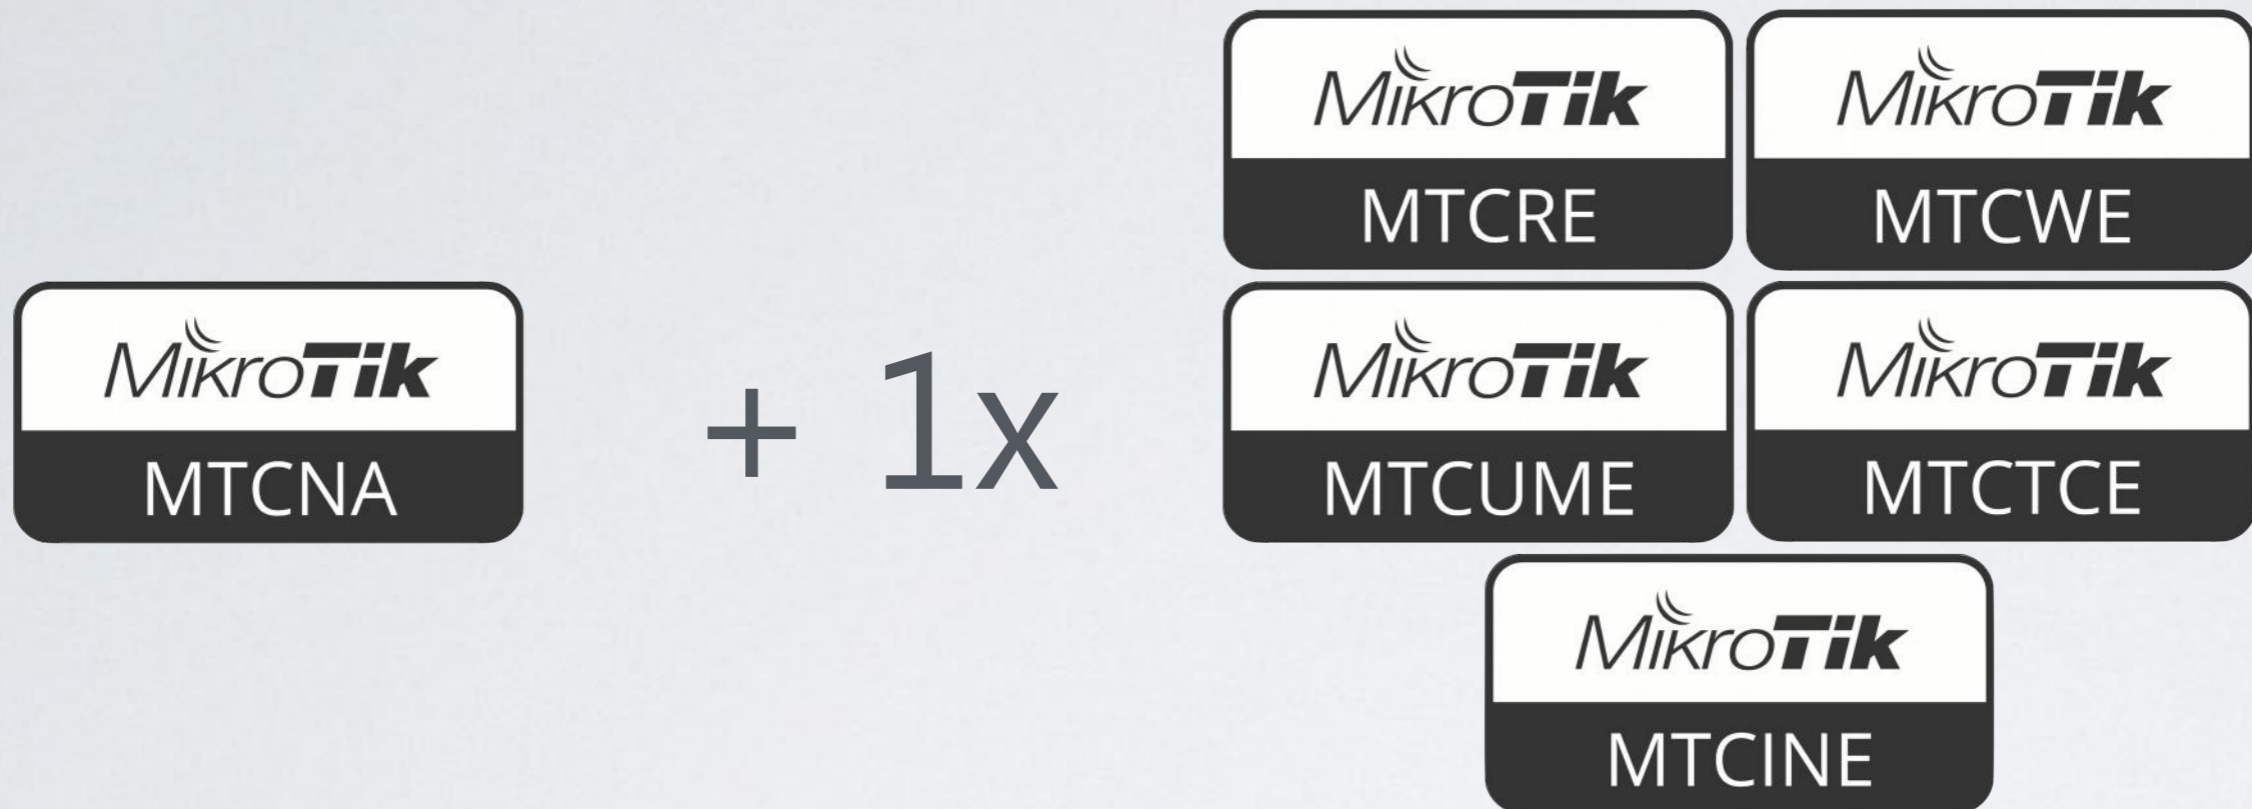 MikroTik
MTCNA
+ 1x
MikroTik
MTCRE
MikroTik
MTCWE
MikroTik
MTCUME
MikroTik
MTCTCE
MikroTik
MTCINE